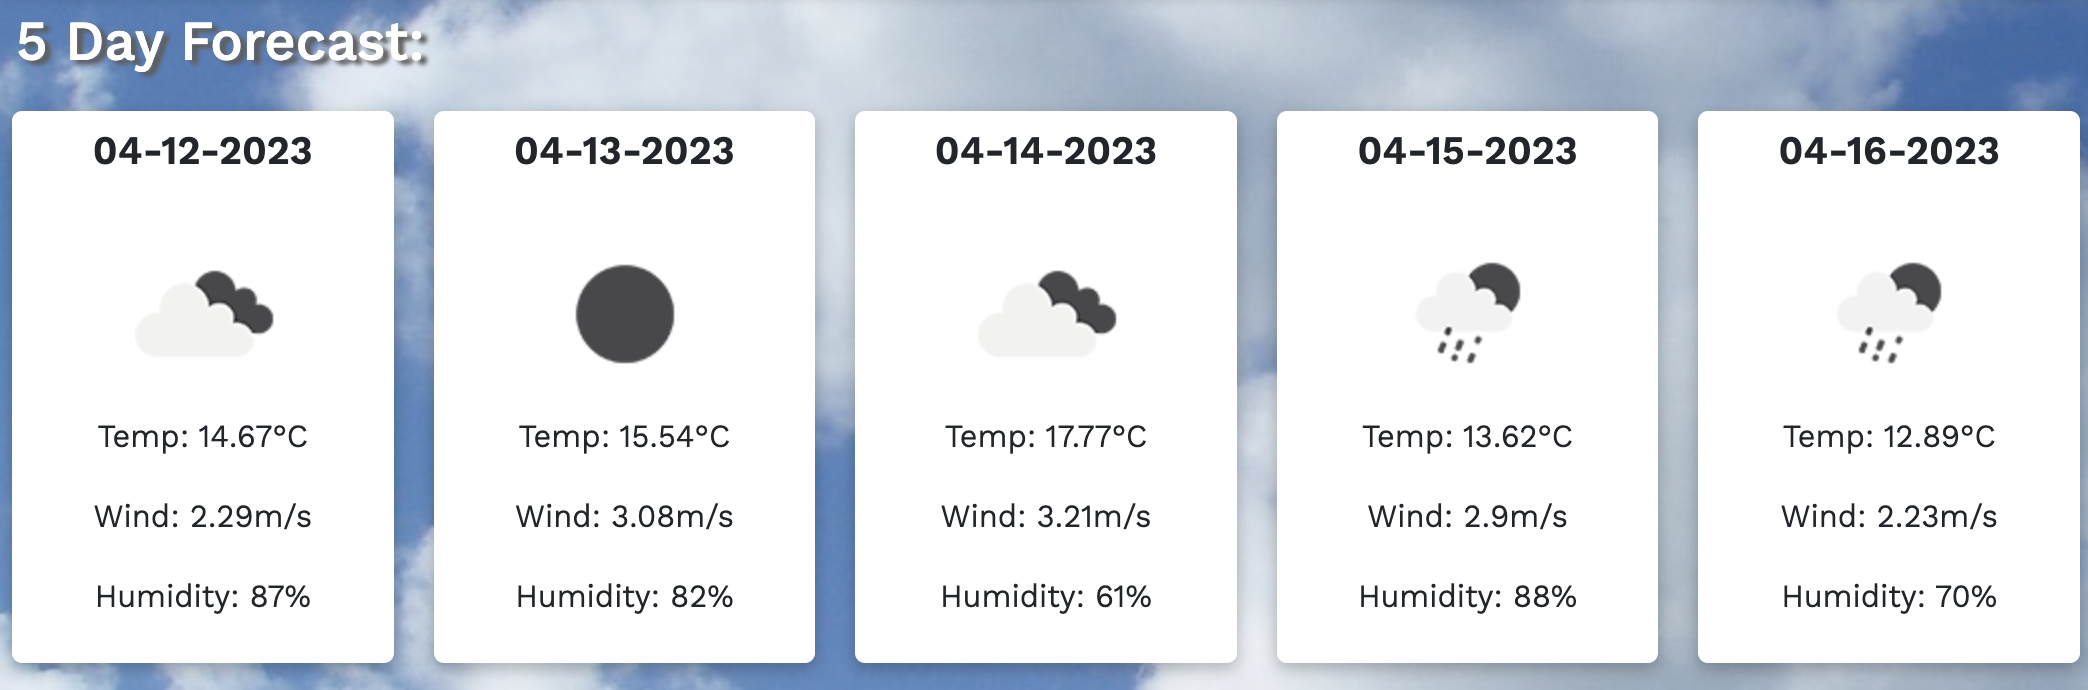 5 Day Forecast:
04-12-2023
Temp: 14.67°C
Wind: 2.29m/s
Humidity: 87%
04-13-2023
Temp: 15.54°C
Wind: 3.08m/s
Humidity: 82%
04-14-2023
Temp: 17.77°C
Wind: 3.21m/s
Humidity: 61%
04-15-2023
Temp: 13.62°C
Wind: 2.9m/s
Humidity: 88%
04-16-2023
Temp: 12.89°C
Wind: 2.23m/s
Humidity: 70%